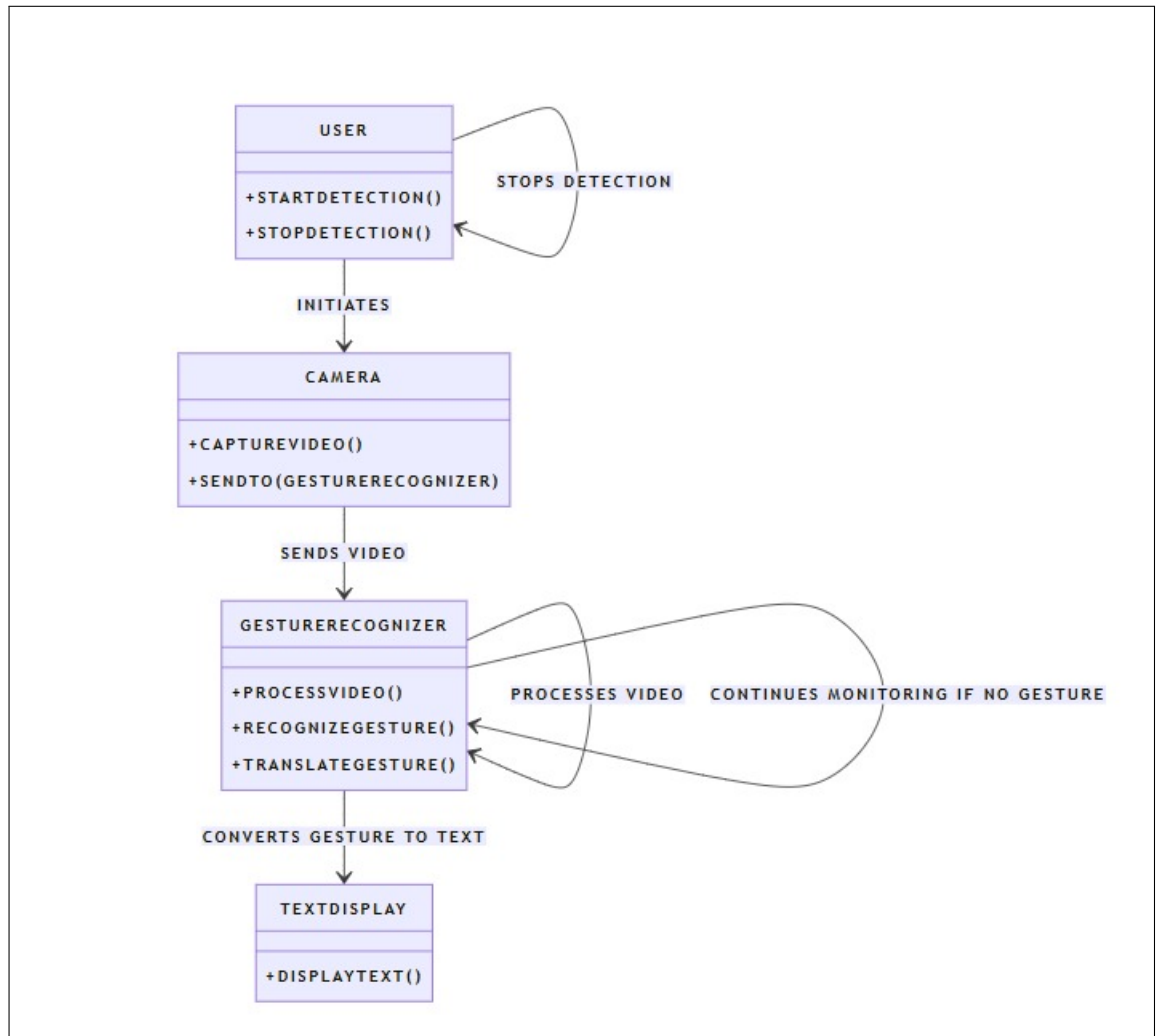 USER
+STARTDETECTION()
+STOPDETECTION()
STOPS DETECTION
INITIATES
CAMERA
+CAPTUREVIDEO()
+SENDTO(GESTURERECOGNIZER)
SENDS VIDEO
GESTURERECOGNIZER
+PROCESSVIDEO()
+RECOGNIZEGESTURE()
+TRANSLATEGESTURE()
PROCESSES VIDEO
CONTINUES MONITORING IF NO GESTURE
CONVERTS GESTURE TO TEXT
TEXTDISPLAY
+DISPLAYTEXT()